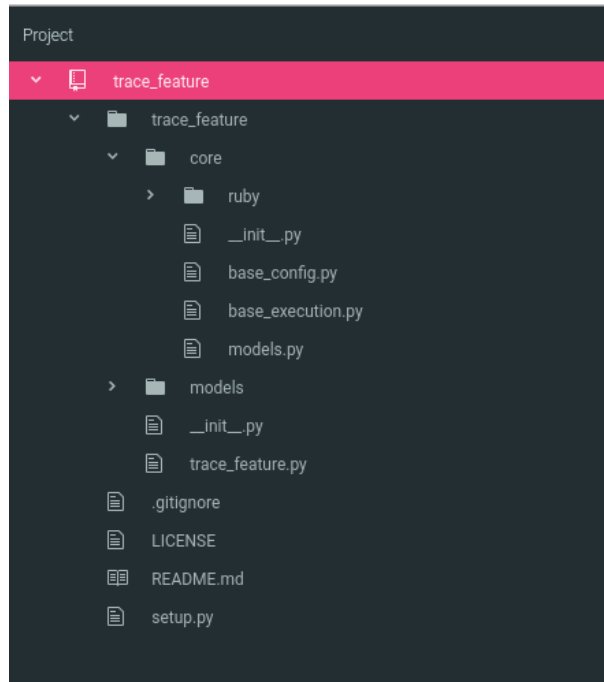 Project
trace_feature
trace_feature
core
ruby
__init__.py
base_config.py
base_execution.py
models.py
models
__init__.py
trace_feature.py
.gitignore
LICENSE
README.md
setup.py